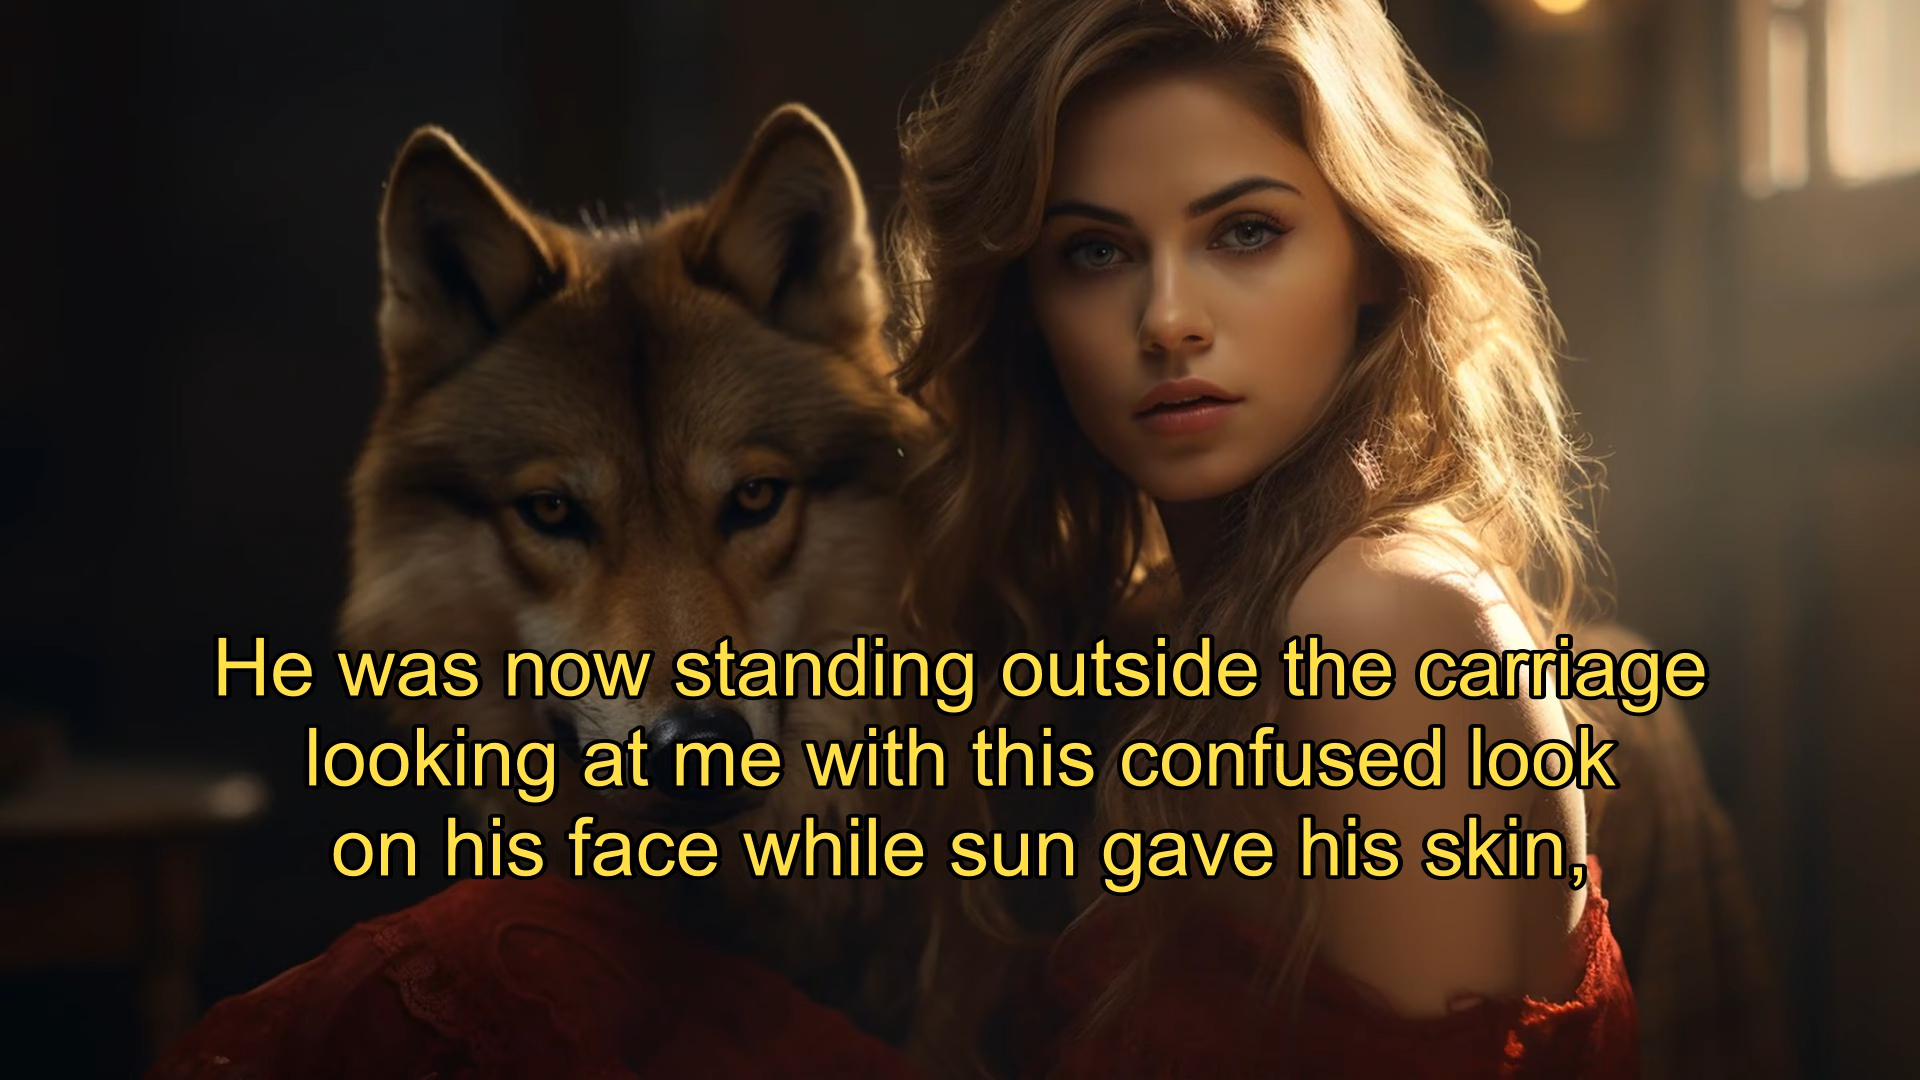 He was now standing outside the carriage
looking at me with this confused look
on his face while sun gave his skin,